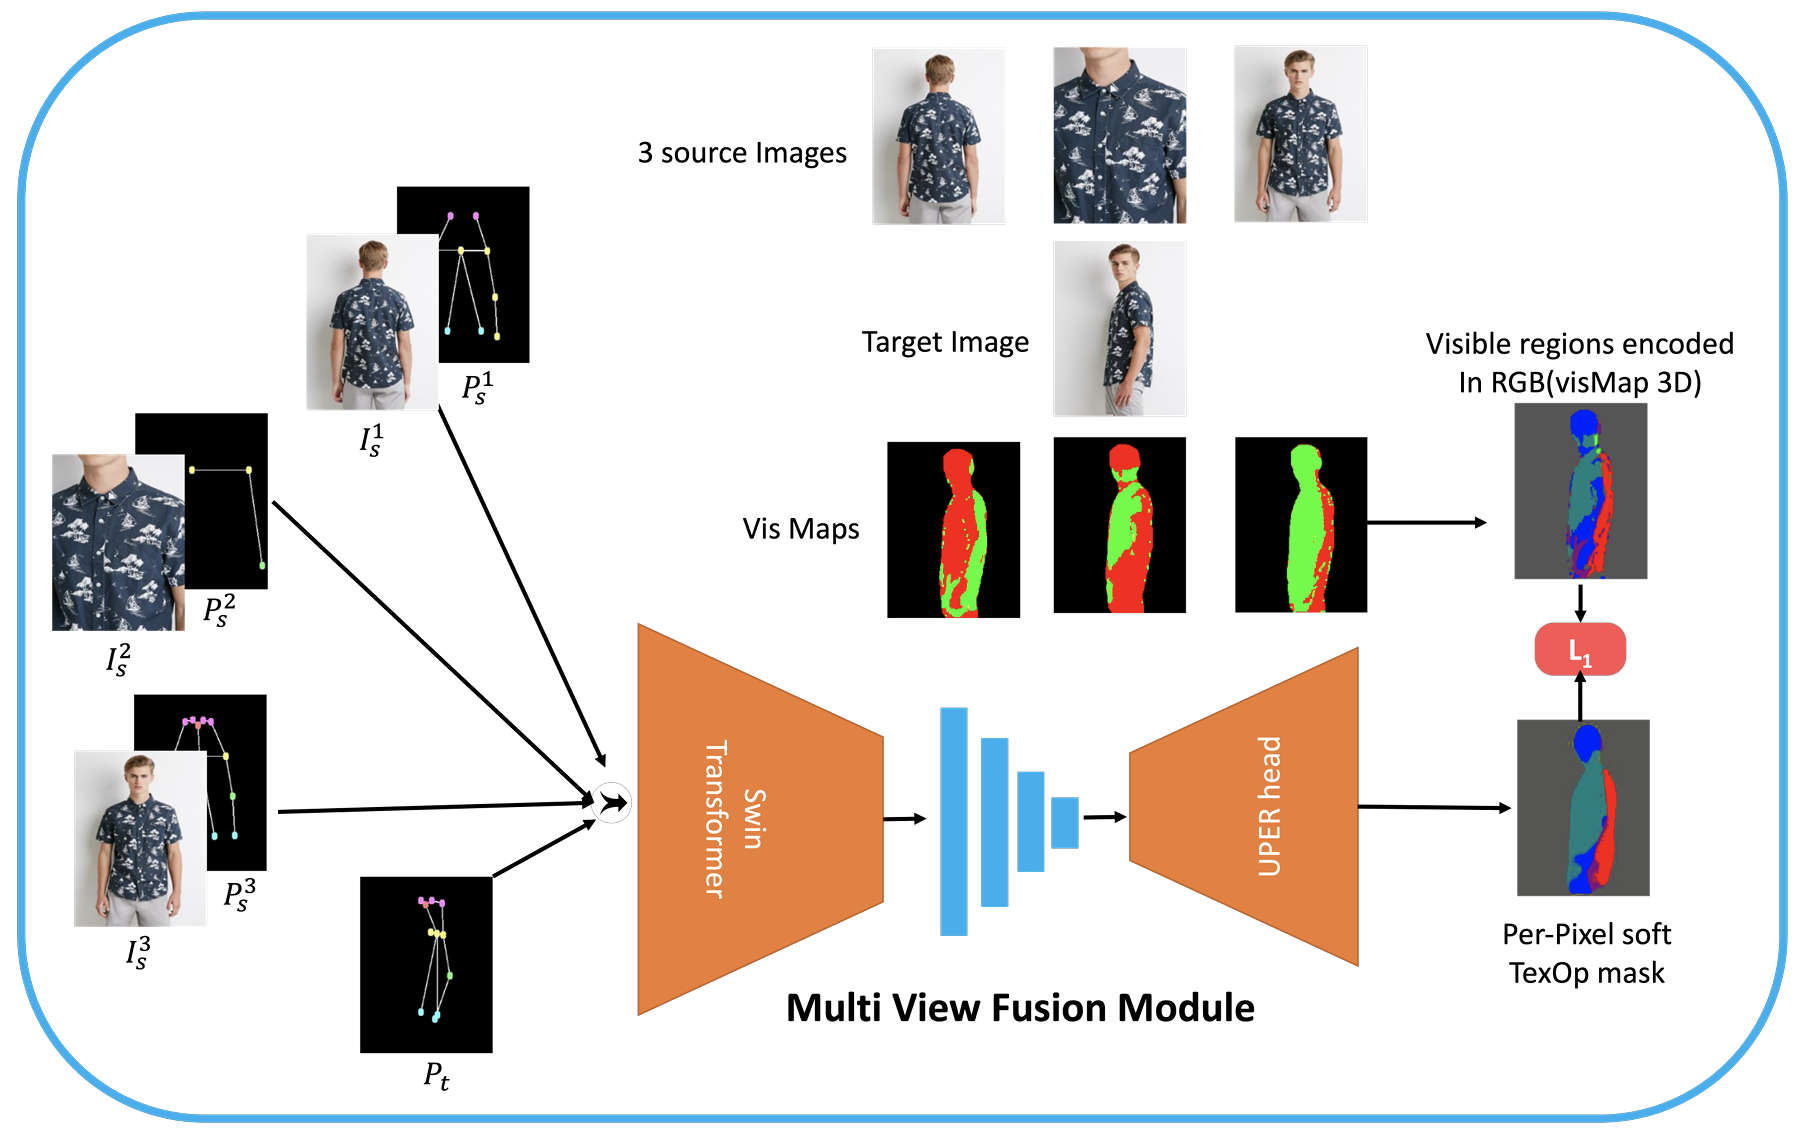 3 source Images
Target Image
Visible regions encoded
In RGB(visMap 3D)
Vis Maps
L₁
P_s^1
I_s^1
P_s^2
I_s^2
P_s^3
I_s^3
P_t
Swin
Transformer
UPER head
Per-Pixel soft
TexOp mask
Multi View Fusion Module